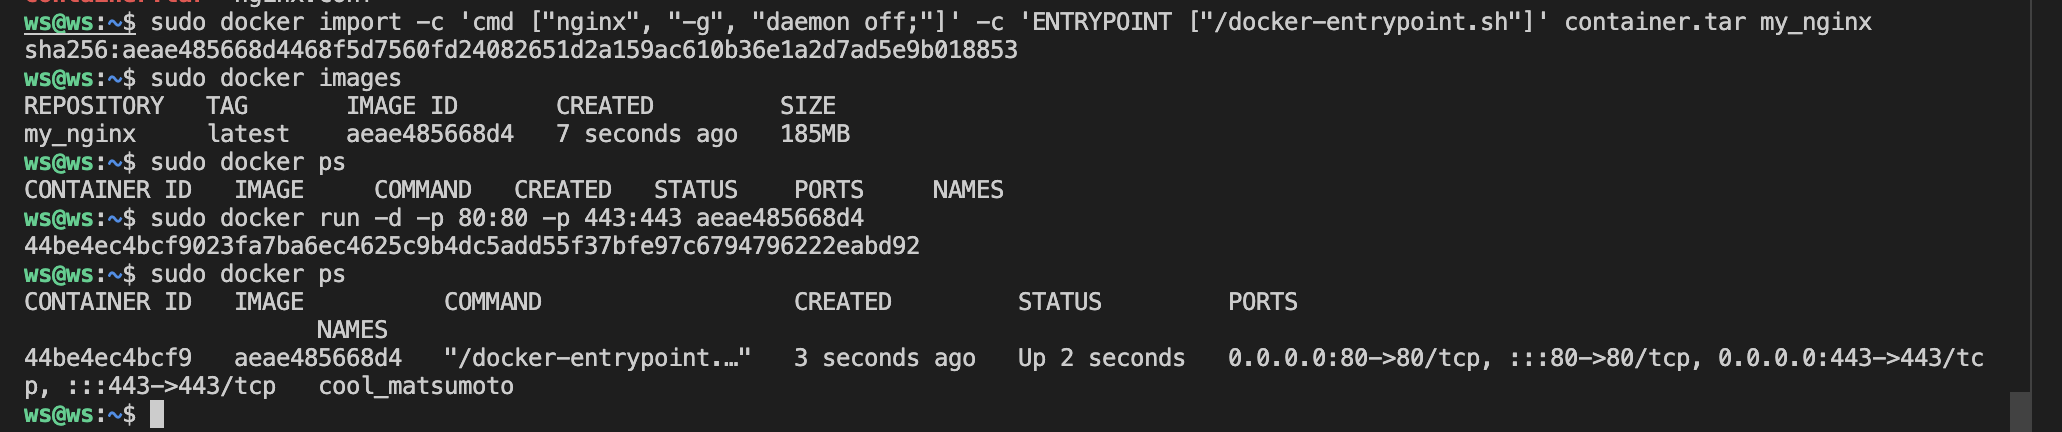 ws@ws:~$ sudo docker import -c 'cmd ["nginx", "-g", "daemon off;"]' -c 'ENTRYPOINT ["/docker-entrypoint.sh"]' container.tar my_nginx
sha256:aeae485668d4468f5d7560fd24082651d2a159ac610b36e1a2d7ad5e9b018853
ws@ws:~$ sudo docker images
REPOSITORY   TAG       IMAGE ID       CREATED         SIZE
my_nginx     latest    aeae485668d4   7 seconds ago   185MB
ws@ws:~$ sudo docker ps
CONTAINER ID   IMAGE     COMMAND   CREATED   STATUS    PORTS     NAMES
ws@ws:~$ sudo docker run -d -p 80:80 -p 443:443 aeae485668d4
44be4ec4bcf9023fa7ba6ec4625c9b4dc5add55f37bfe97c6794796222eabd92
ws@ws:~$ sudo docker ps
CONTAINER ID   IMAGE          COMMAND                  CREATED         STATUS         PORTS
                     NAMES
44be4ec4bcf9   aeae485668d4   "/docker-entrypoint.…"   3 seconds ago   Up 2 seconds   0.0.0.0:80->80/tcp, :::80->80/tcp, 0.0.0.0:443->443/tc
p, :::443->443/tcp   cool_matsumoto
ws@ws:~$